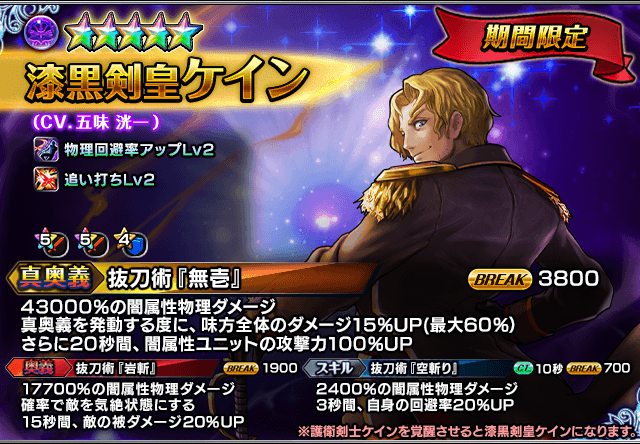 期間限定
漆黒剣皇ケイン
(CV.五味 洸一)
物理回避率アップLv2
追い打ちLv2
5 5 4
真奥義 抜刀術『無壱』 BREAK 3800
43000%の闇属性物理ダメージ
真奥義を発動する度に、味方全体のダメージ15%UP(最大60%)
さらに20秒間、闇属性ユニットの攻撃力100%UP
奥義 抜刀術『岩斬』 BREAK 1900
17700%の闇属性物理ダメージ
確率で敵を気絶状態にする
15秒間、敵の被ダメージ20%UP
スキル 抜刀術『空斬り』 C.T. 10秒 BREAK 700
2400%の闇属性物理ダメージ
3秒間、自身の回避率20%UP
※護衛剣士ケインを覚醒させると漆黒剣皇ケインになります。